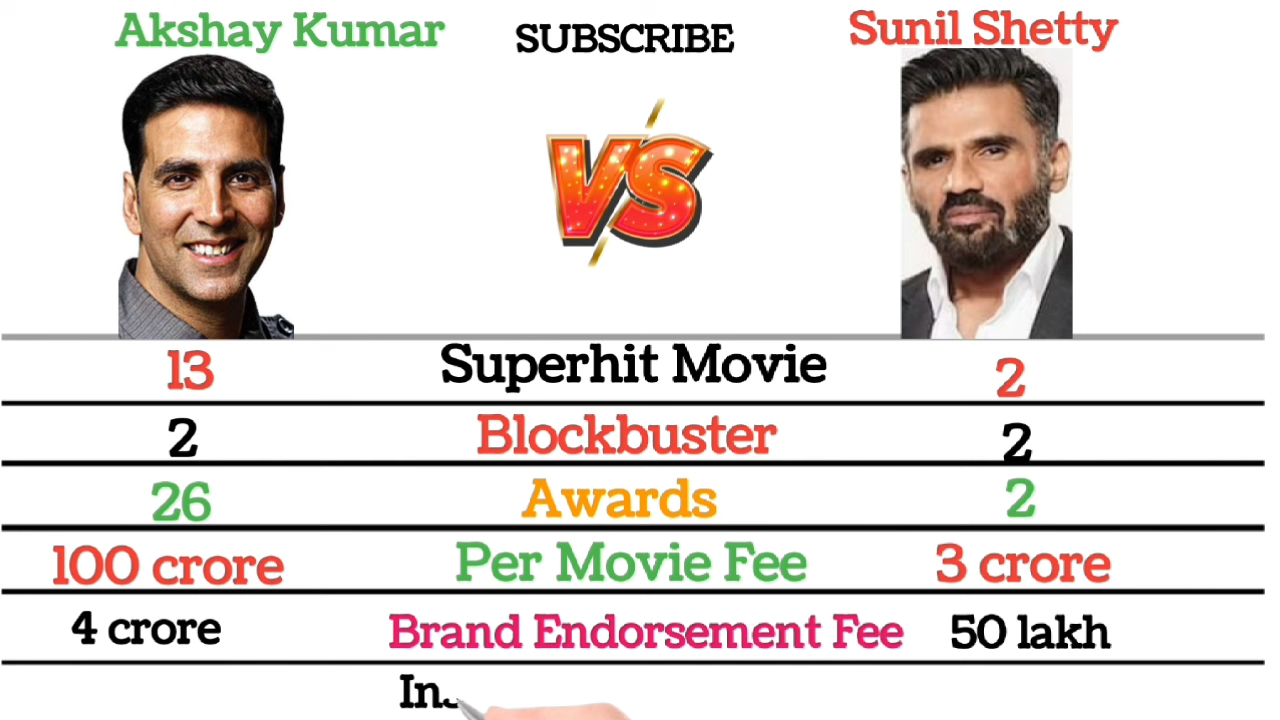 Akshay Kumar SUBSCRIBE Sunil Shetty
VS
13 Superhit Movie 2
2 Blockbuster 2
26 Awards 2
100 crore Per Movie Fee 3 crore
4 crore Brand Endorsement Fee 50 lakh